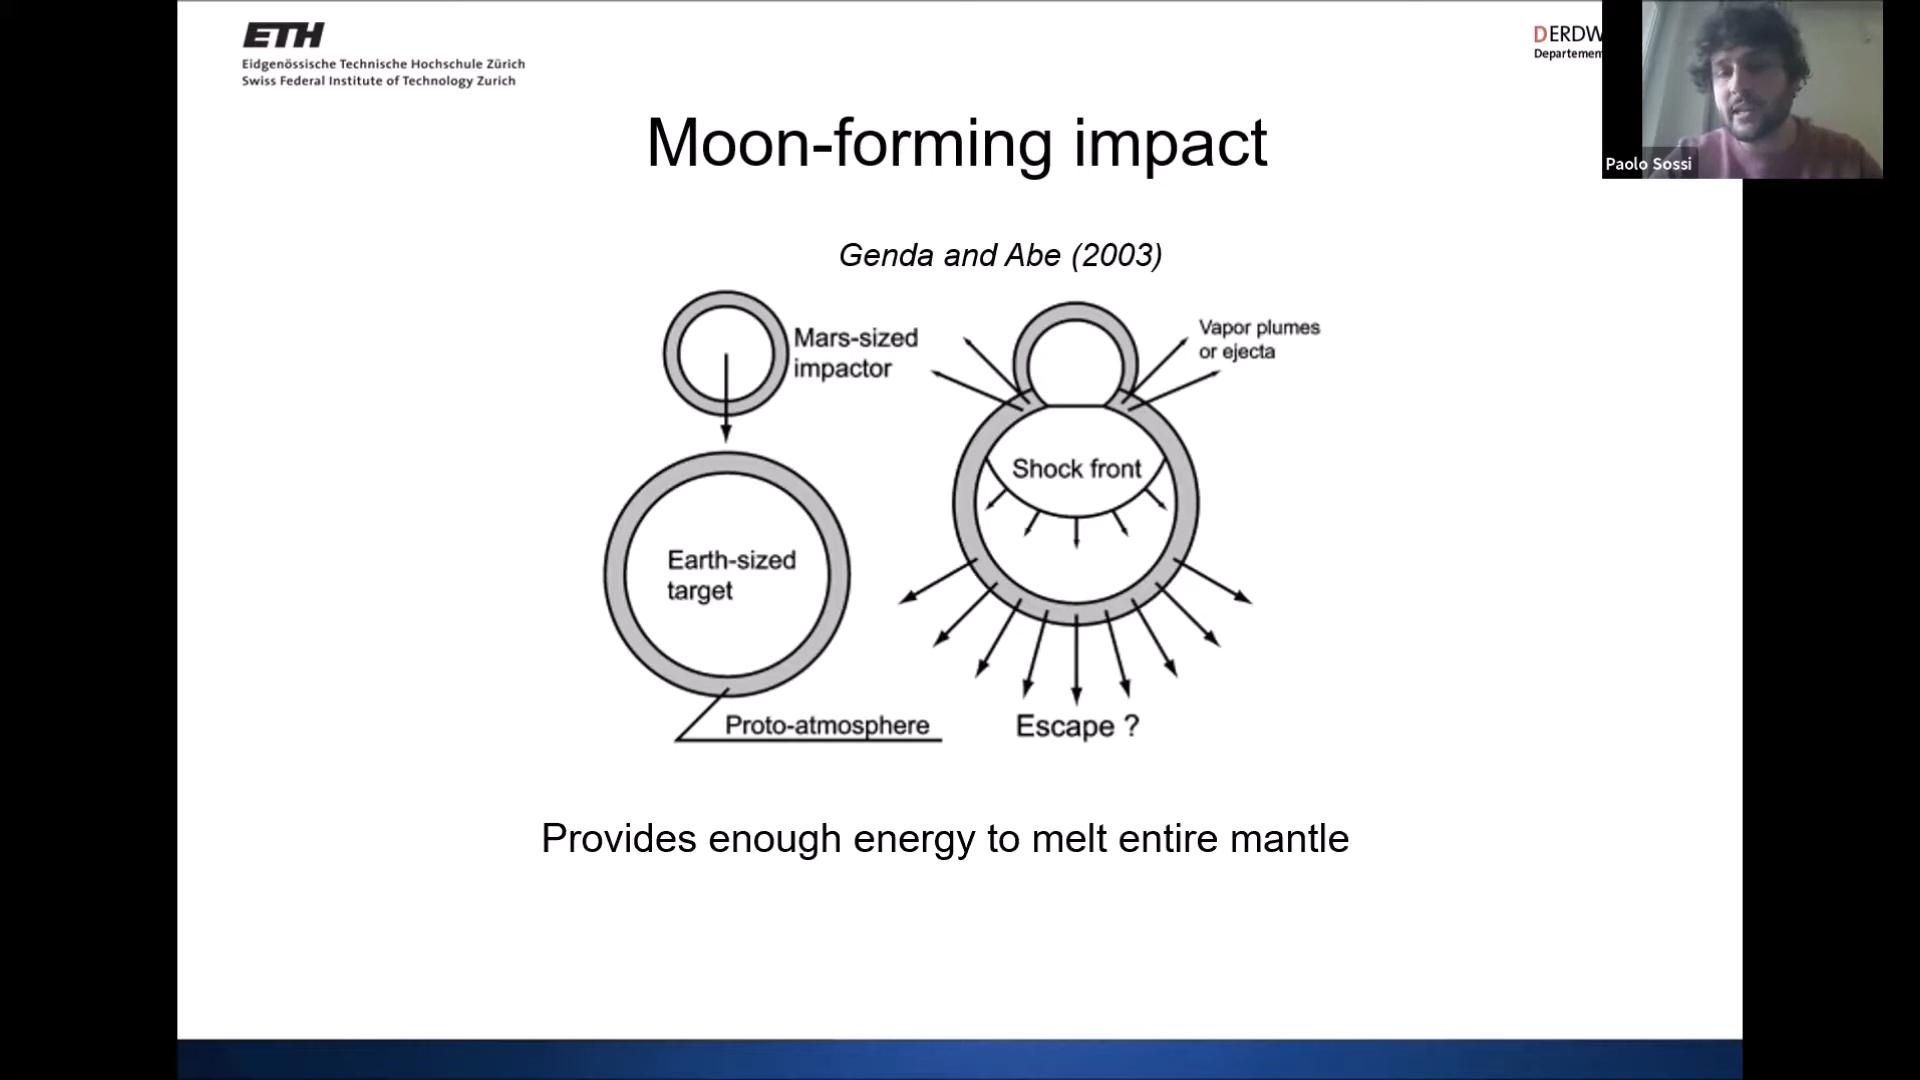 ETH
Eidgenössische Technische Hochschule Zürich
Swiss Federal Institute of Technology Zurich
DERDW
Departemen
Paolo Sossi
Moon-forming impact
Genda and Abe (2003)
Mars-sized
impactor
Vapor plumes
or ejecta
Shock front
Earth-sized
target
Proto-atmosphere
Escape ?
Provides enough energy to melt entire mantle